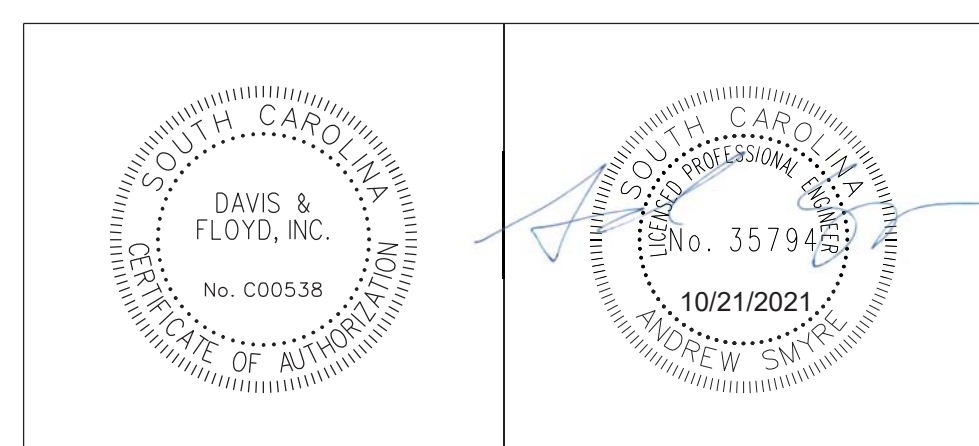 SOUTH CAROLINA
DAVIS &
FLOYD, INC.
No. C00538
CERTIFICATE OF AUTHORIZATION
SOUTH CAROLINA
LICENSED PROFESSIONAL ENGINEER
No. 35794
10/21/2021
ANDREW SMYRE